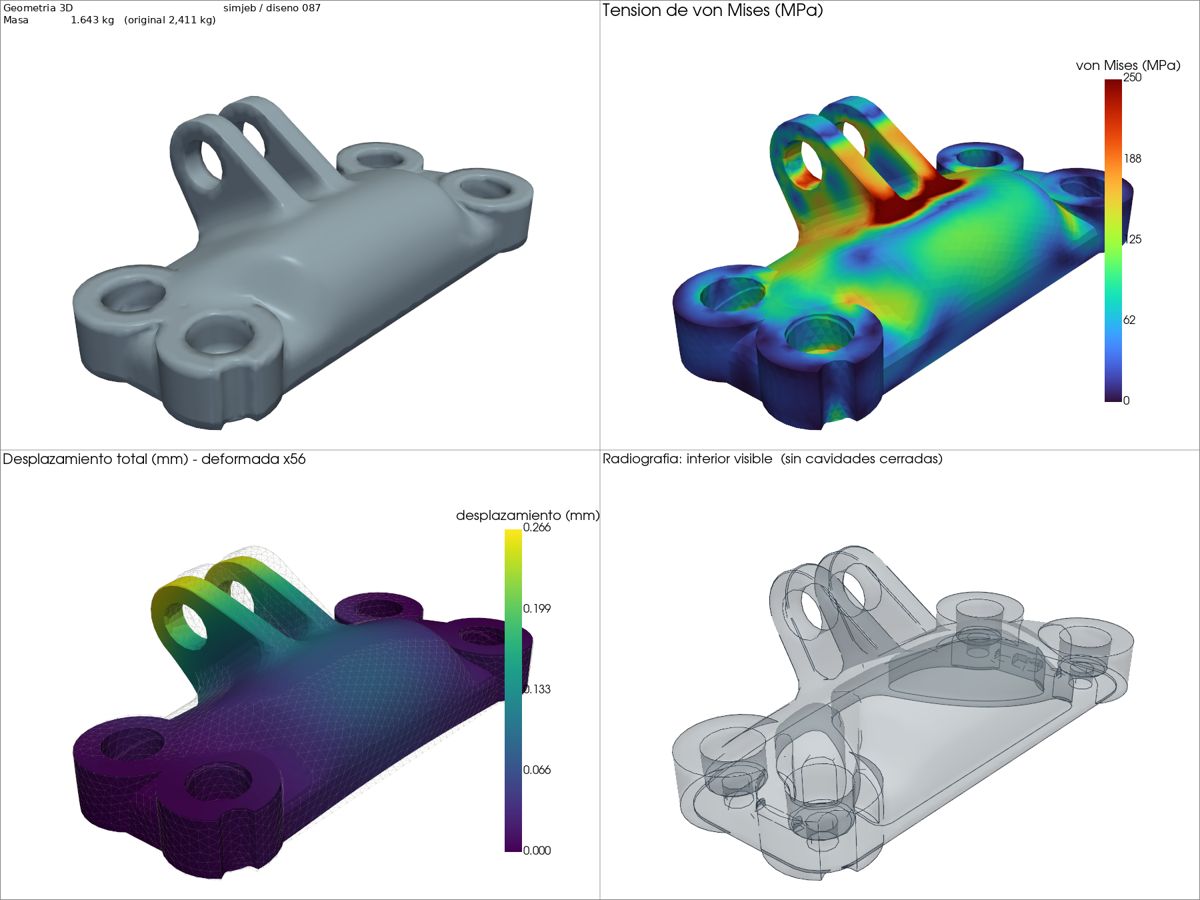 Geometria 3D simjeb / diseno 087
Masa 1.643 kg (original 2,411 kg)
Tension de von Mises (MPa)
von Mises (MPa)
250
188
125
62
0
Desplazamiento total (mm) - deformada x56
desplazamiento (mm)
0.266
0.199
0.133
0.066
0.000
Radiografia: interior visible (sin cavidades cerradas)